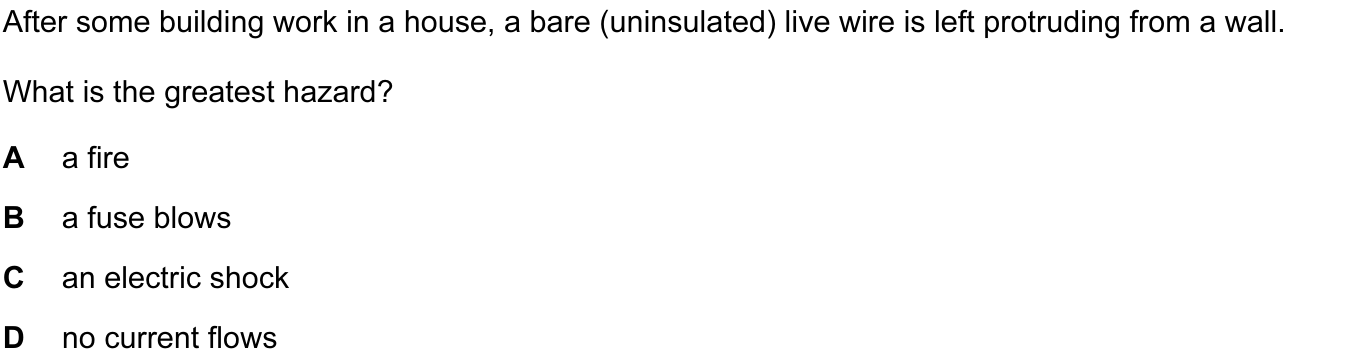 After some building work in a house, a bare (uninsulated) live wire is left protruding from a wall.
What is the greatest hazard?
A a fire
B a fuse blows
C an electric shock
D no current flows